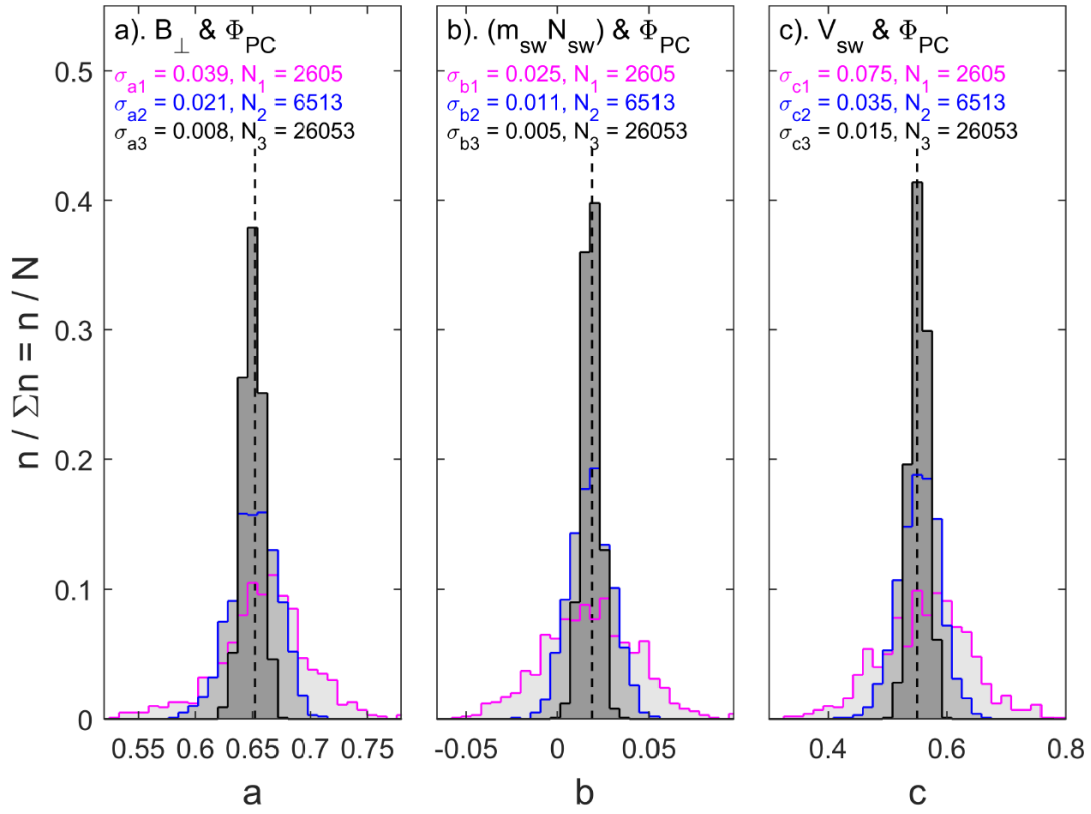 a). B⊥ & ΦPC
σa1 = 0.039, N1 = 2605
σa2 = 0.021, N2 = 6513
σa3 = 0.008, N3 = 26053
b). (mswNsw) & ΦPC
σb1 = 0.025, N1 = 2605
σb2 = 0.011, N2 = 6513
σb3 = 0.005, N3 = 26053
c). Vsw & ΦPC
σc1 = 0.075, N1 = 2605
σc2 = 0.035, N2 = 6513
σc3 = 0.015, N3 = 26053
n / Σn = n / N
0.5
0.4
0.3
0.2
0.1
0
0.55 0.6 0.65 0.7 0.75
-0.05 0 0.05
0.4 0.6 0.8
a
b
c